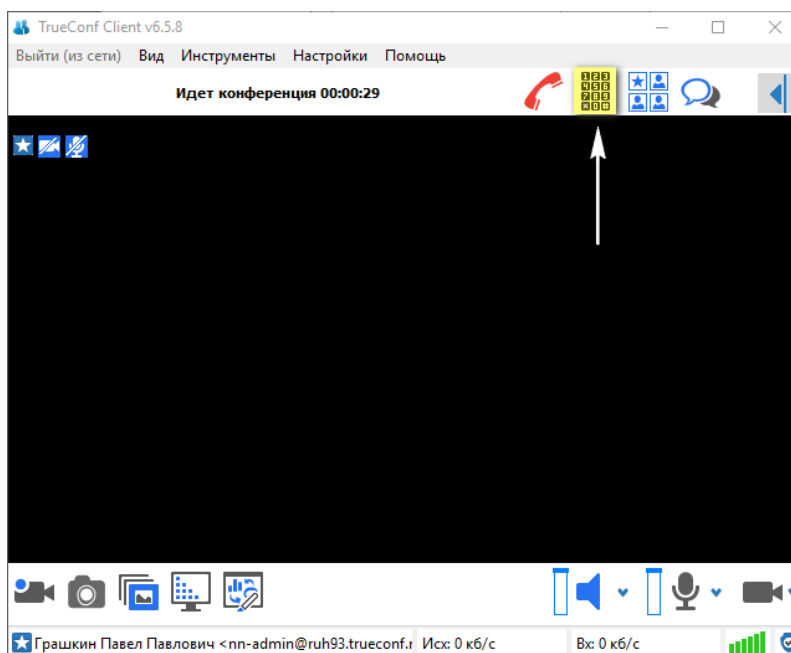 TrueConf Client v6.5.8
Выйти (из сети) Вид Инструменты Настройки Помощь
Идет конференция 00:00:29
Грашкин Павел Павлович <nn-admin@ruh93.trueconf.r Исх: 0 кб/с Вх: 0 кб/с